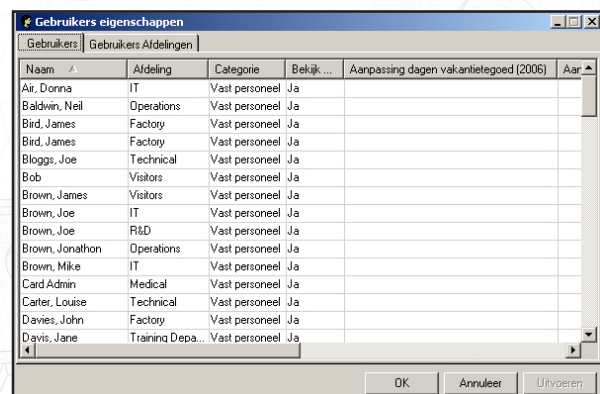 Gebruikers eigenschappen
Gebruikers Gebruikers Afdelingen
Naam Afdeling Categorie Bekijk ... Aanpassing dagen vakantietegoed (2006) Aar
Air, Donna IT Vast personeel Ja
Baldwin, Neil Operations Vast personeel Ja
Bird, James Factory Vast personeel Ja
Bird, James Factory Vast personeel Ja
Bloggs, Joe Technical Vast personeel Ja
Bob Visitors Vast personeel Ja
Brown, James Visitors Vast personeel Ja
Brown, Joe IT Vast personeel Ja
Brown, Joe R&D Vast personeel Ja
Brown, Jonathon Operations Vast personeel Ja
Brown, Mike IT Vast personeel Ja
Card Admin Medical Vast personeel Ja
Carter, Louise Technical Vast personeel Ja
Davies, John Factory Vast personeel Ja
Davis, Jane Training Depa... Vast personeel Ja
OK Annuleer Uitvoeren